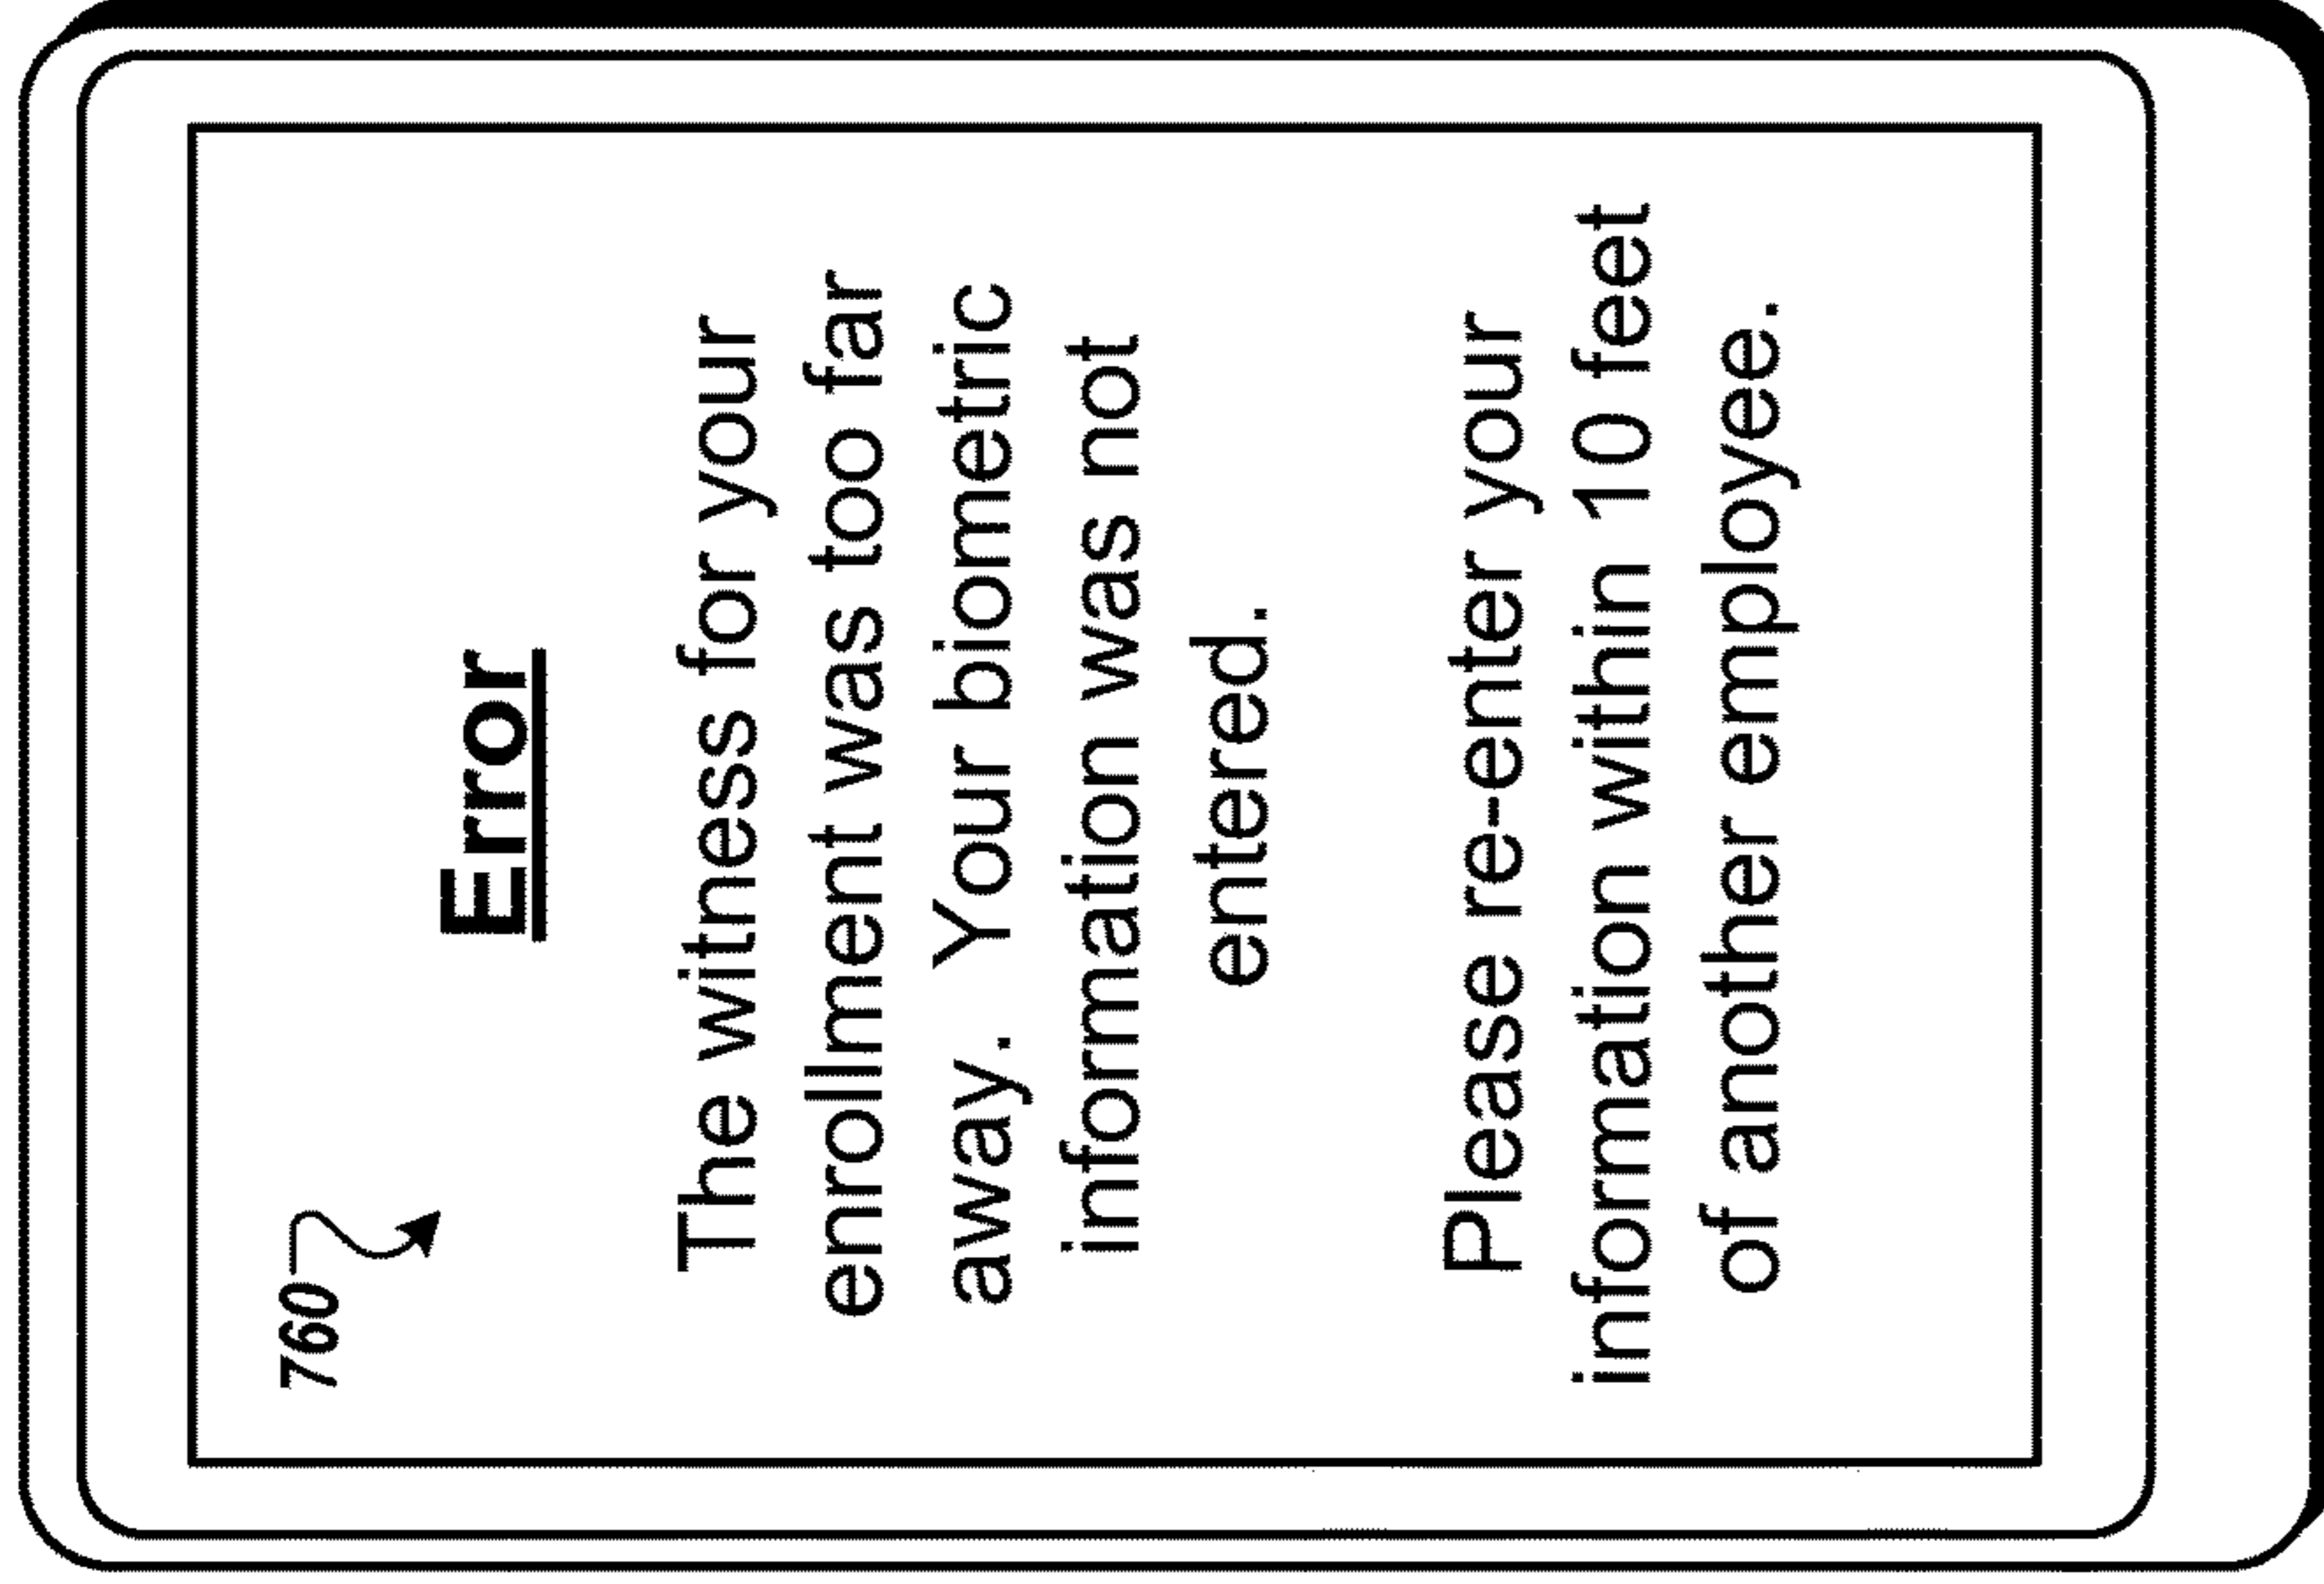 760
Error
The witness for your
enrollment was too far
away. Your biometric
information was not
entered.
Please re-enter your
information within 10 feet
of another employee.